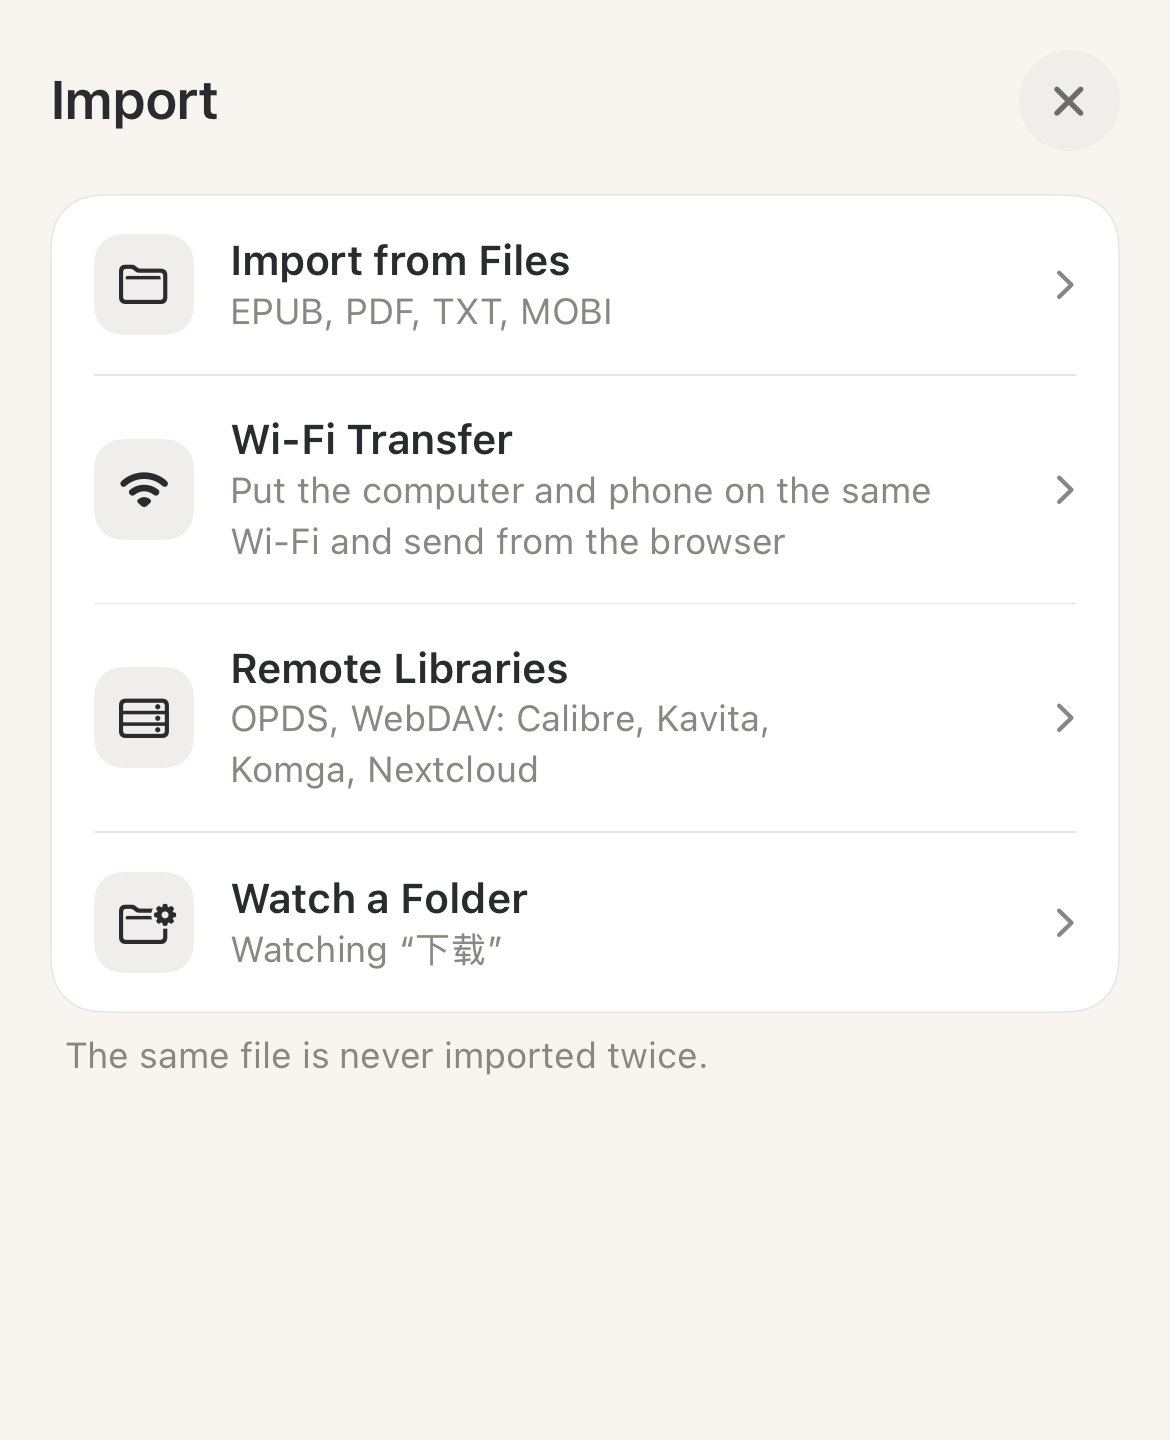 Import
Import from Files
EPUB, PDF, TXT, MOBI
Wi-Fi Transfer
Put the computer and phone on the same
Wi-Fi and send from the browser
Remote Libraries
OPDS, WebDAV: Calibre, Kavita,
Komga, Nextcloud
Watch a Folder
Watching “下载”
The same file is never imported twice.